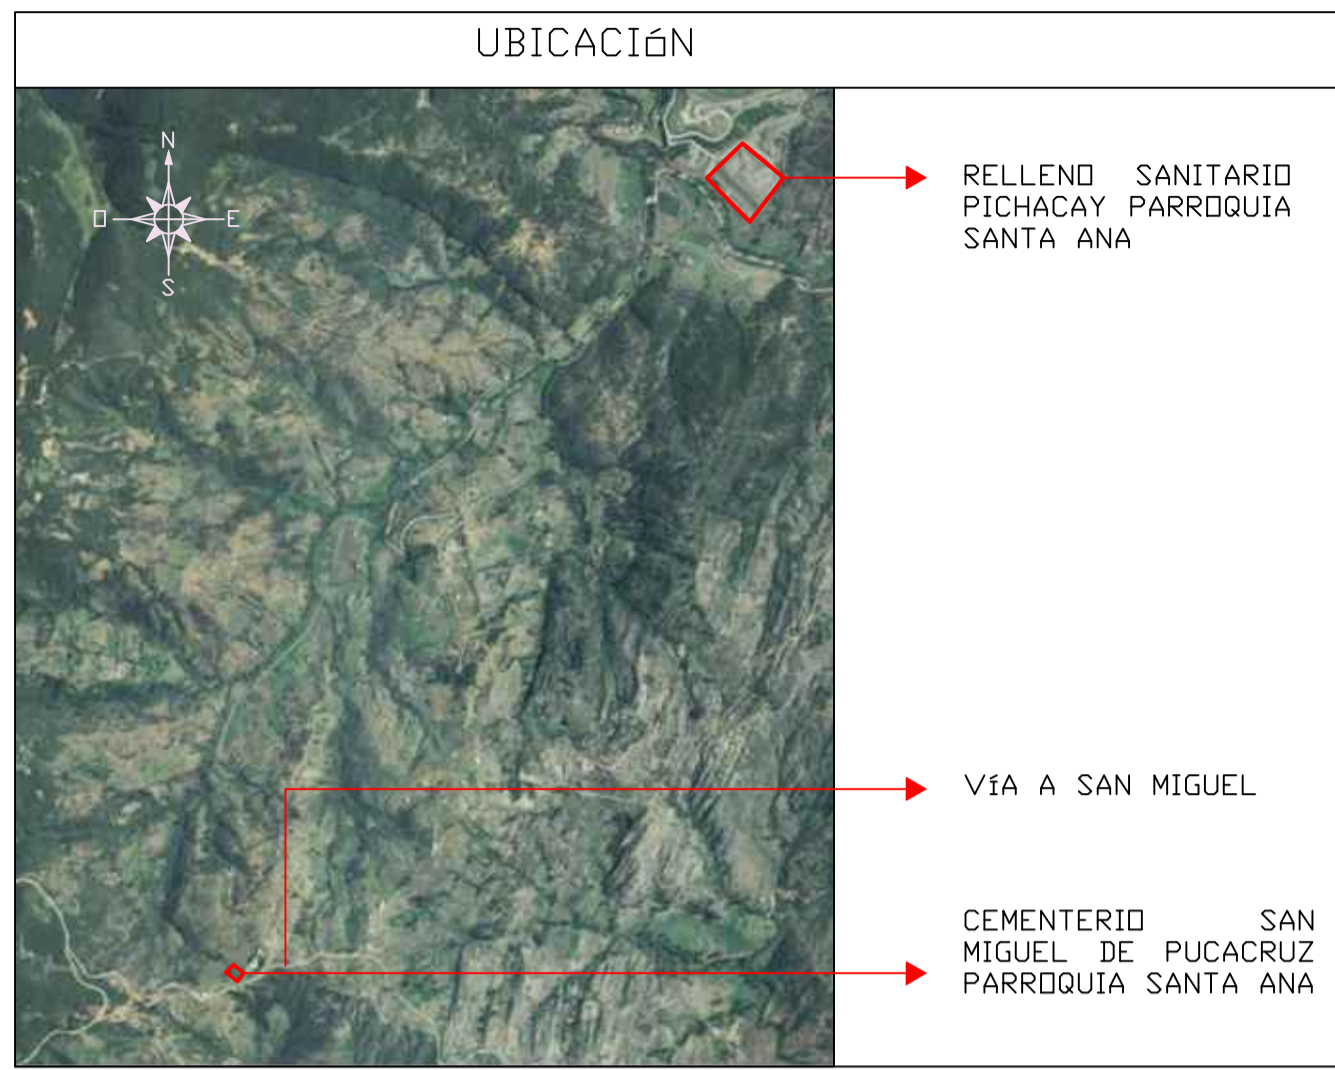 UBICACIóN
N
O
E
S
RELLENO SANITARIO
PICHACAY PARROQUIA
SANTA ANA
VíA A SAN MIGUEL
CEMENTERIO SAN
MIGUEL DE PUCACRUZ
PARROQUIA SANTA ANA